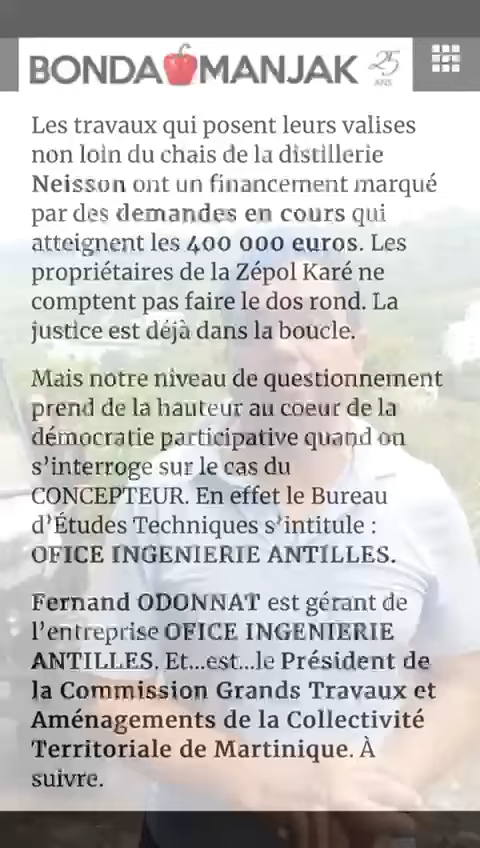 BONDA MANJAK 25
ANS
Les travaux qui posent leurs valises
non loin du chais de la distillerie
Neisson ont un financement marqué
par des demandes en cours qui
atteignent les 400 000 euros. Les
propriétaires de la Zépol Karé ne
comptent pas faire le dos rond. La
justice est déjà dans la boucle.
Mais notre niveau de questionnement
prend de la hauteur au coeur de la
démocratie participative quand on
s'interroge sur le cas du
CONCEPTEUR. En effet le Bureau
d'Études Techniques s'intitule :
OFICE INGENIERIE ANTILLES.
Fernand ODONNAT est gérant de
l'entreprise OFICE INGENIERIE
ANTILLES. Et...est...le Président de
la Commission Grands Travaux et
Aménagements de la Collectivité
Territoriale de Martinique. À
suivre.